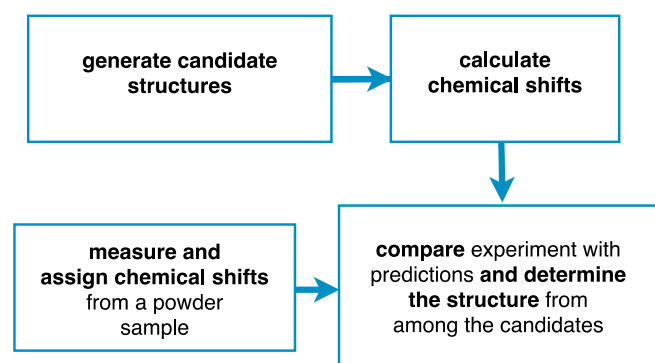 generate candidate
structures
calculate
chemical shifts
measure and
assign chemical shifts
from a powder
sample
compare experiment with
predictions and determine
the structure from
among the candidates